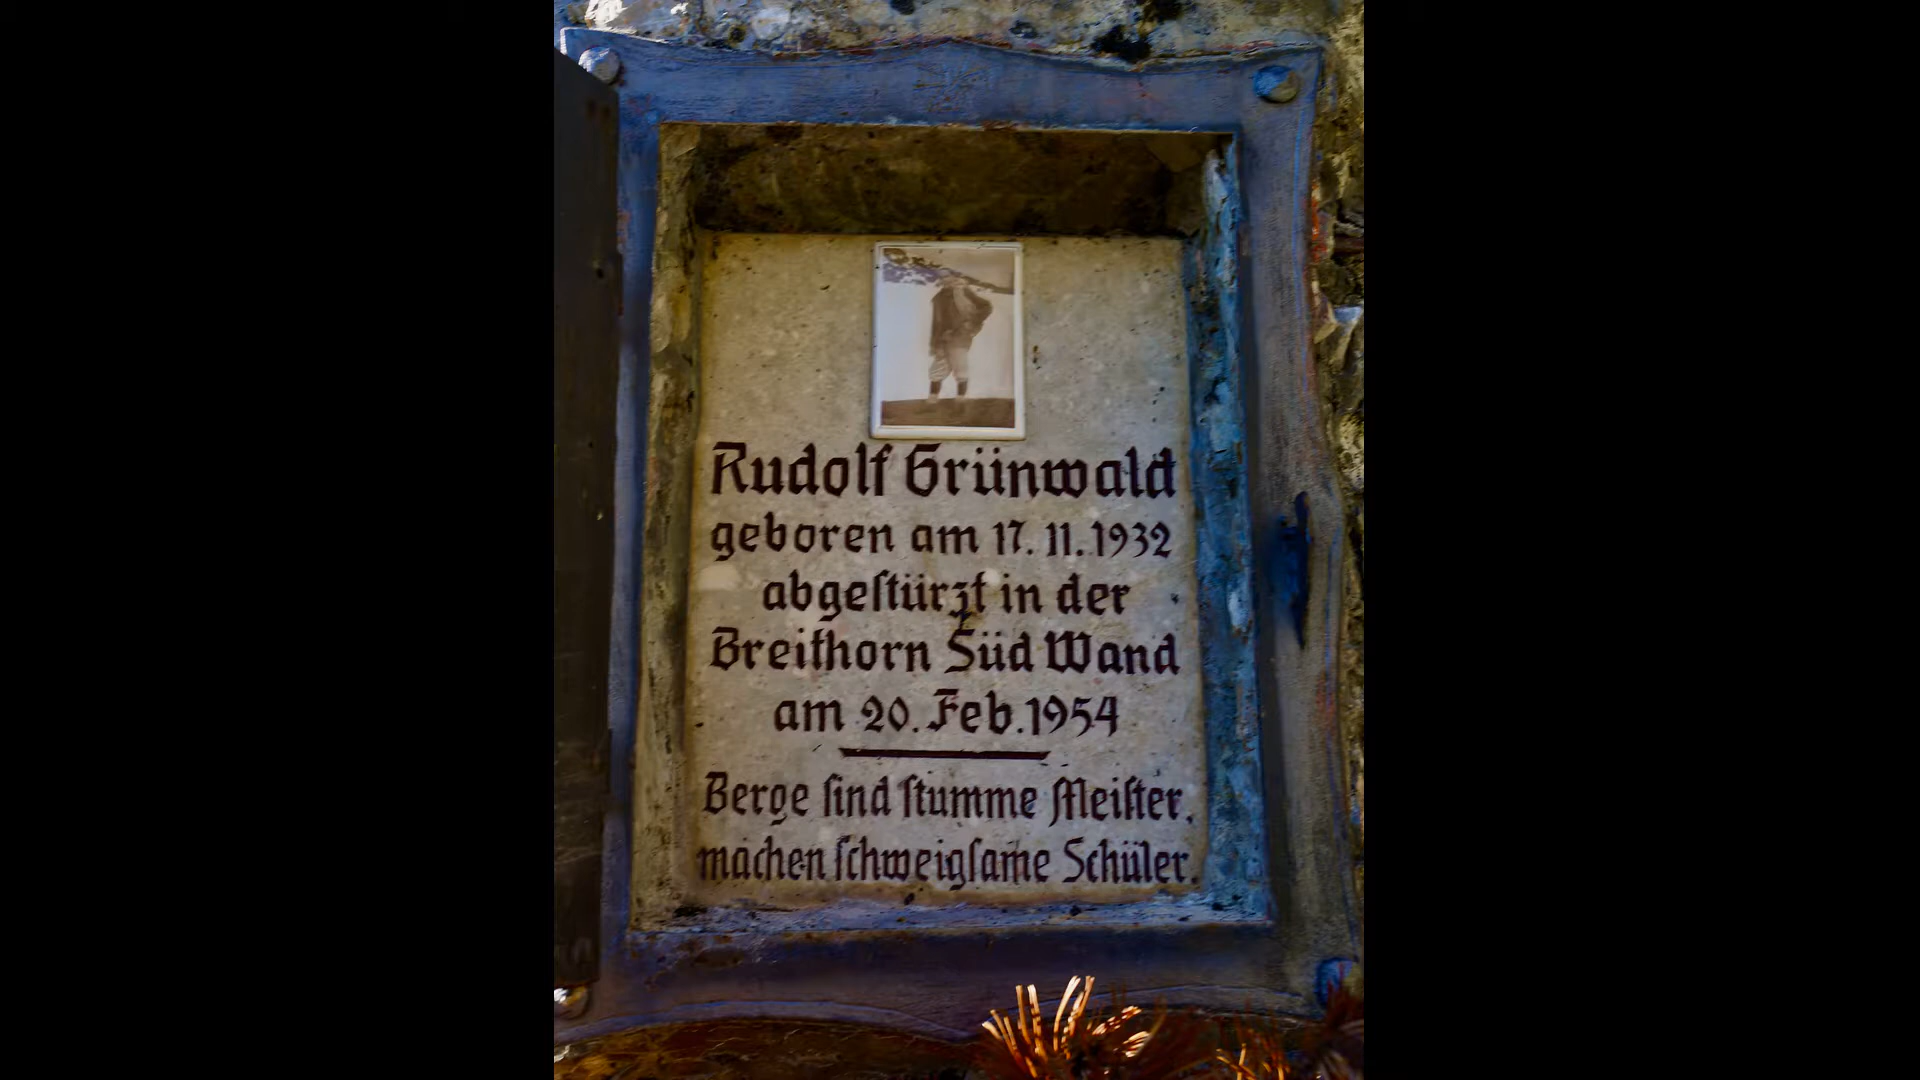 Rudolf Grünwald
geboren am 17. 11. 1932
abgeſtürzt in der
Breithorn Süd Wand
am 20. Feb. 1954
Berge ſind ſtumme Meiſter,
machen ſchweigſame Schüler.